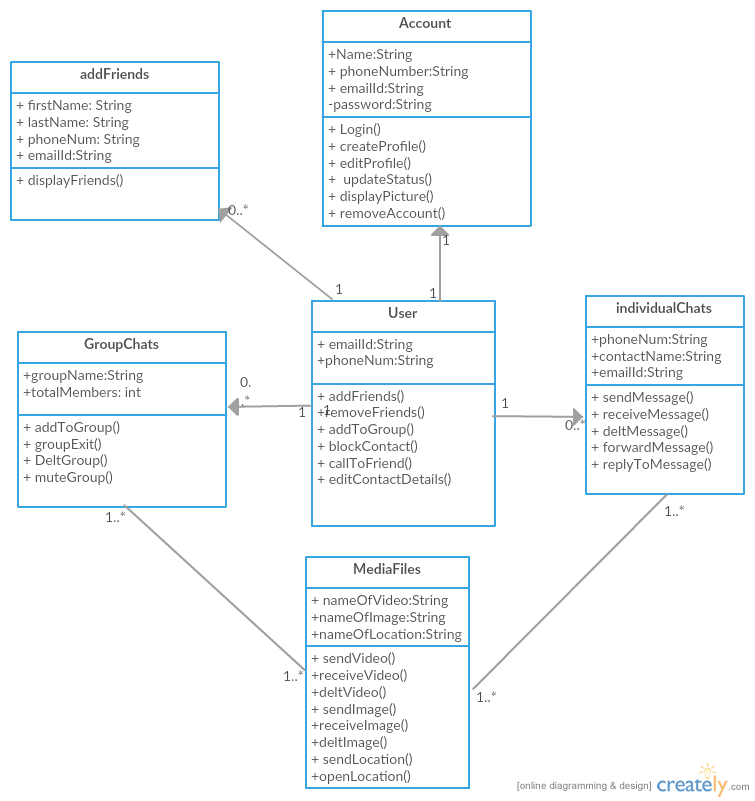 Account
+Name:String
+ phoneNumber:String
+ emailId:String
-password:String
+ Login()
+ createProfile()
+ editProfile()
+ updateStatus()
+ displayPicture()
+ removeAccount()
addFriends
+ firstName: String
+ lastName: String
+ phoneNum: String
+ emailId:String
+ displayFriends()
0..*
1
1
1
User
+ emailId:String
+phoneNum:String
+ addFriends()
+removeFriends()
+ addToGroup()
+ blockContact()
+ callToFriend()
+ editContactDetails()
individualChats
+phoneNum:String
+contactName:String
+emailId:String
+ sendMessage()
+ receiveMessage()
+ deltMessage()
+ forwardMessage()
+ replyToMessage()
GroupChats
+groupName:String
+totalMembers: int
+ addToGroup()
+ groupExit()
+ DeltGroup()
+ muteGroup()
0.
.*
1
1
1
0..*
1..*
1..*
MediaFiles
+ nameOfVideo:String
+nameOfImage:String
+nameOfLocation:String
+ sendVideo()
+receiveVideo()
+deltVideo()
+ sendImage()
+receiveImage()
+deltImage()
+ sendLocation()
+openLocation()
1..*
1..*
[online diagramming & design] creately.com